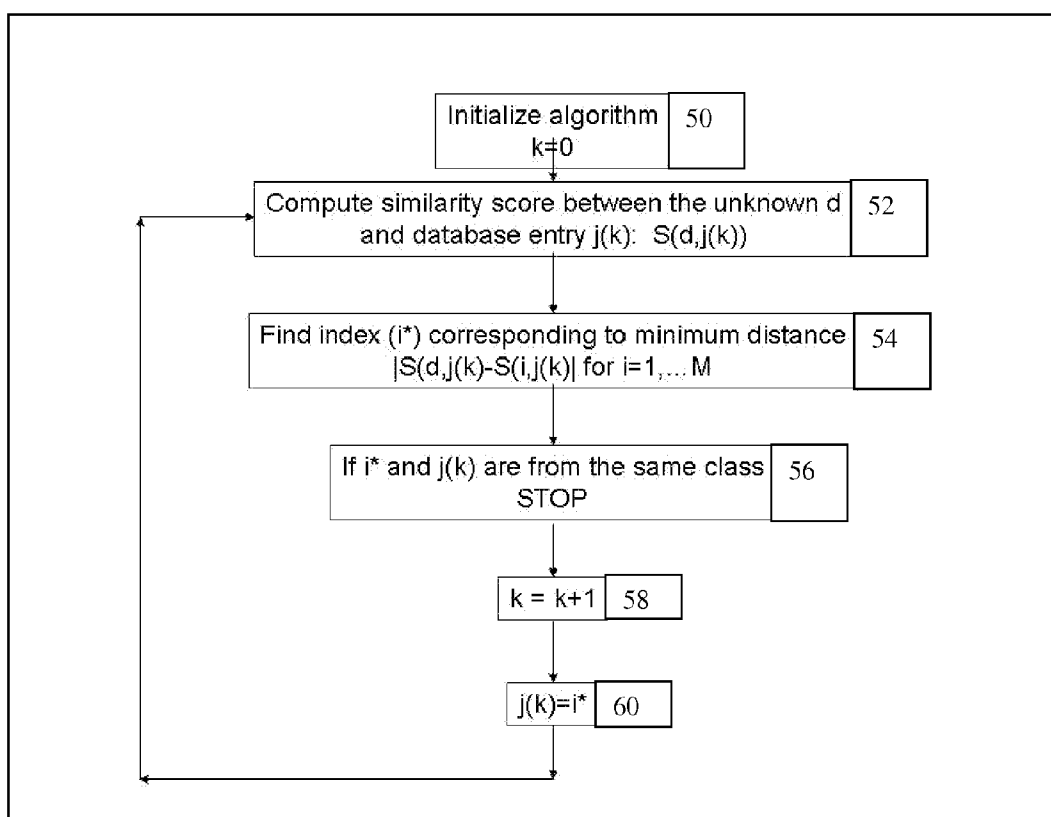 Initialize algorithm
k=0
50
Compute similarity score between the unknown d
and database entry j(k): S(d,j(k))
52
Find index (i*) corresponding to minimum distance
|S(d,j(k)-S(i,j(k)| for i=1,...M
54
If i* and j(k) are from the same class
STOP
56
k = k+1
58
j(k)=i*
60